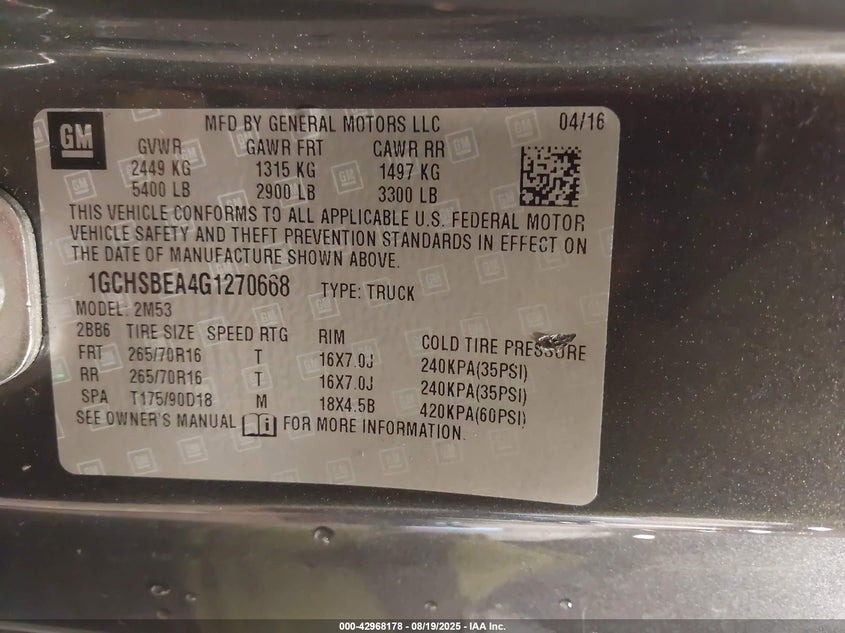 GM
MFD BY GENERAL MOTORS LLC 04/16
GVWR GAWR FRT GAWR RR
2449 KG 1315 KG 1497 KG
5400 LB 2900 LB 3300 LB
THIS VEHICLE CONFORMS TO ALL APPLICABLE U.S. FEDERAL MOTOR
VEHICLE SAFETY AND THEFT PREVENTION STANDARDS IN EFFECT ON
THE DATE OF MANUFACTURE SHOWN ABOVE.
1GCHSBEA4G1270668 TYPE: TRUCK
MODEL: 2M53
2BB6 TIRE SIZE SPEED RTG RIM COLD TIRE PRESSURE
FRT 265/70R16 T 16X7.0J 240KPA(35PSI)
RR 265/70R16 T 16X7.0J 240KPA(35PSI)
SPA T175/90D18 M 18X4.5B 420KPA(60PSI)
SEE OWNER'S MANUAL i FOR MORE INFORMATION.
000-42968178 - 08/19/2025 - IAA Inc.